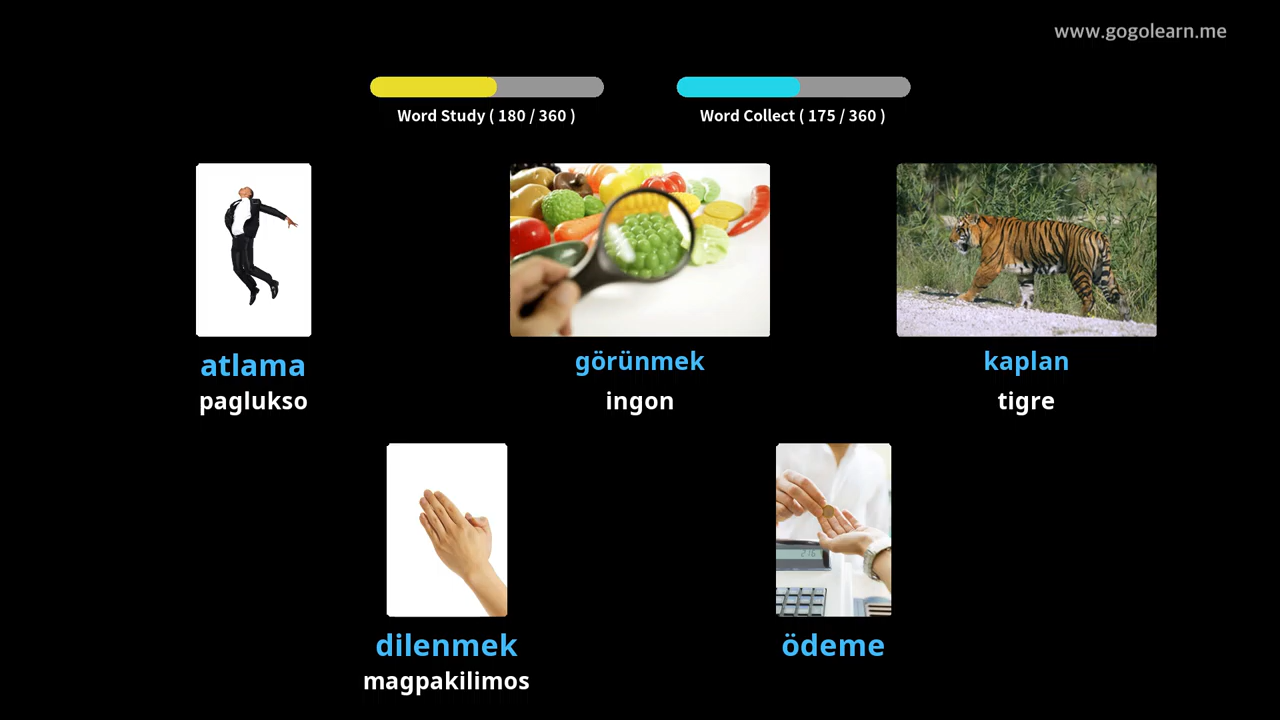 www.gogolearn.me
Word Study ( 180 / 360 )
Word Collect ( 175 / 360 )
atlama
paglukso
görünmek
ingon
kaplan
tigre
dilenmek
magpakilimos
ödeme